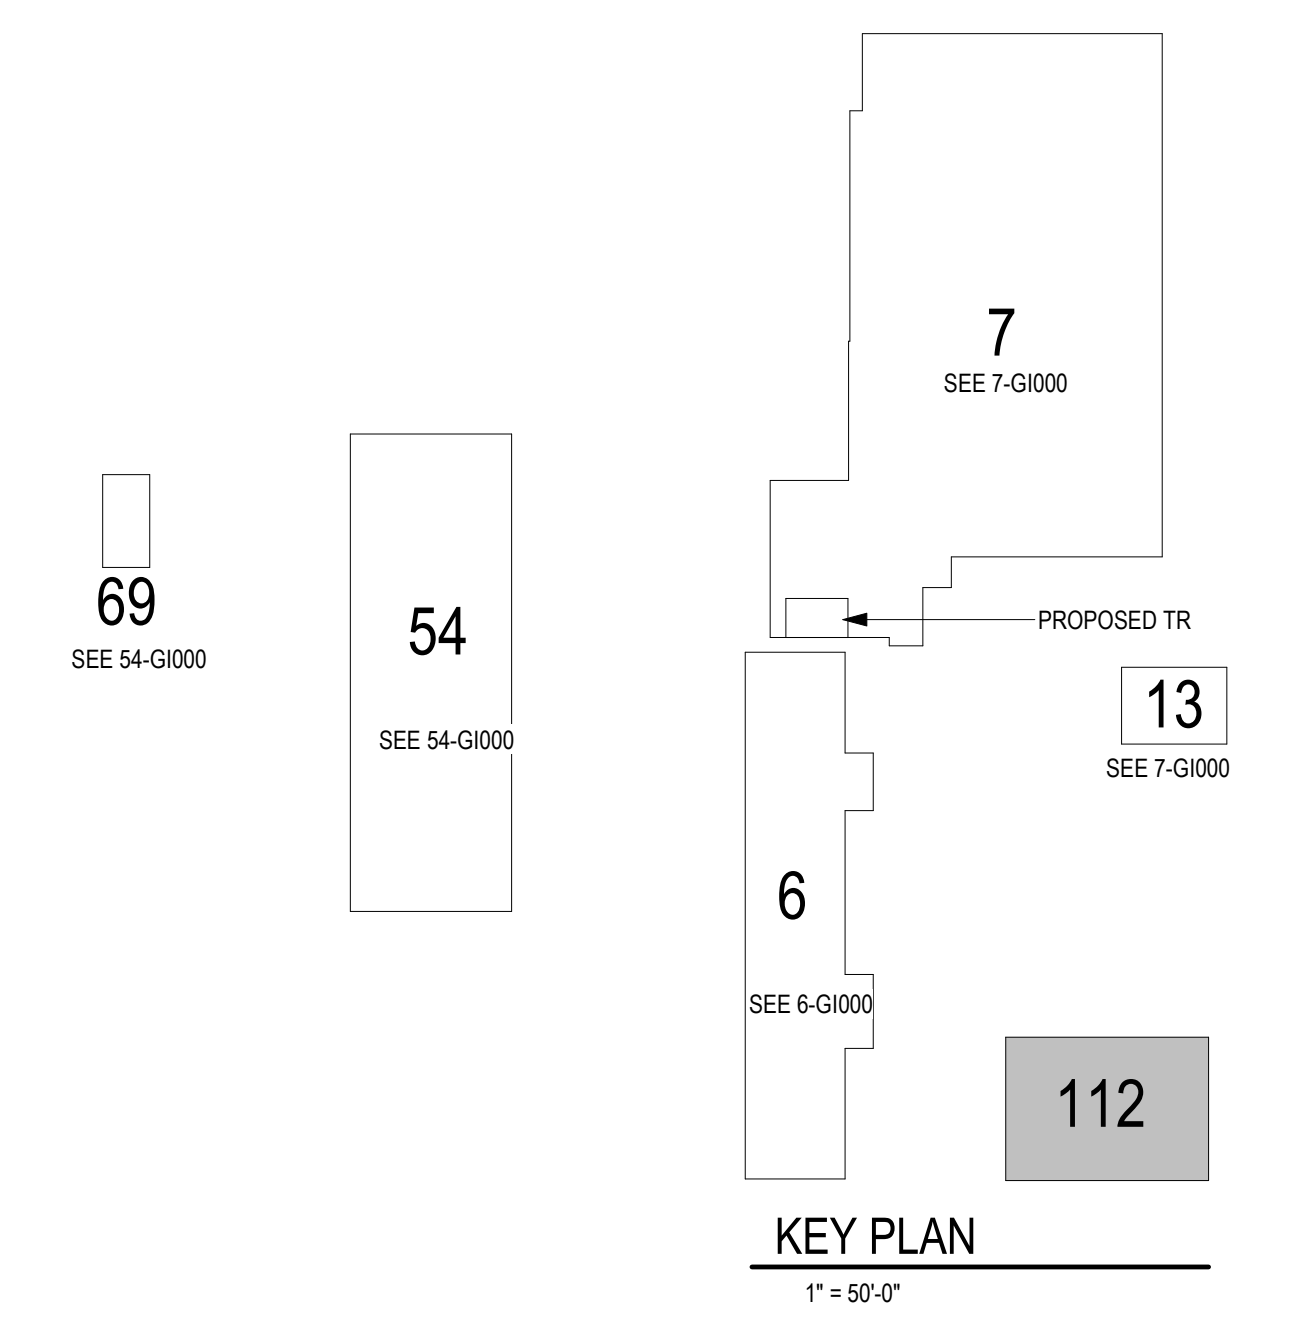 7
SEE 7-GI000
69
SEE 54-GI000
54
SEE 54-GI000
PROPOSED TR
13
SEE 7-GI000
6
SEE 6-GI000
112
KEY PLAN
1" = 50'-0"